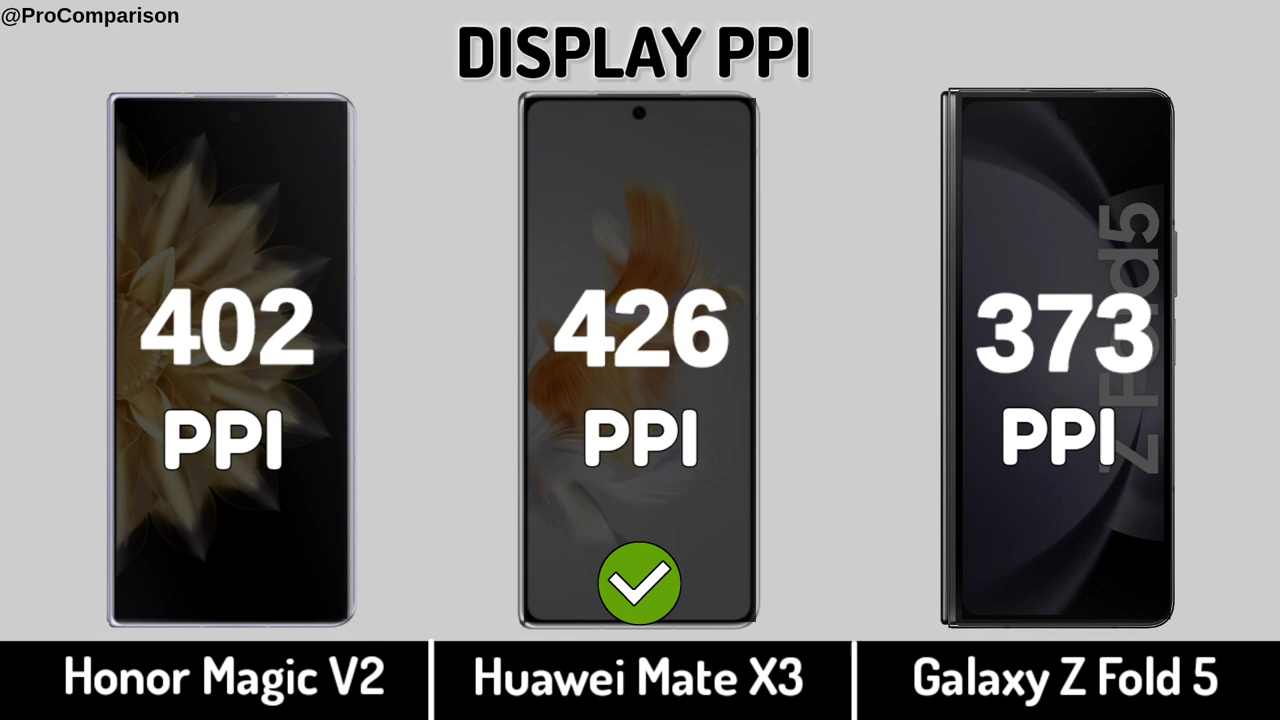 @ProComparison
DISPLAY PPI
402
PPI
426
PPI
373
PPI
Z Fold5
Honor Magic V2
Huawei Mate X3
Galaxy Z Fold 5